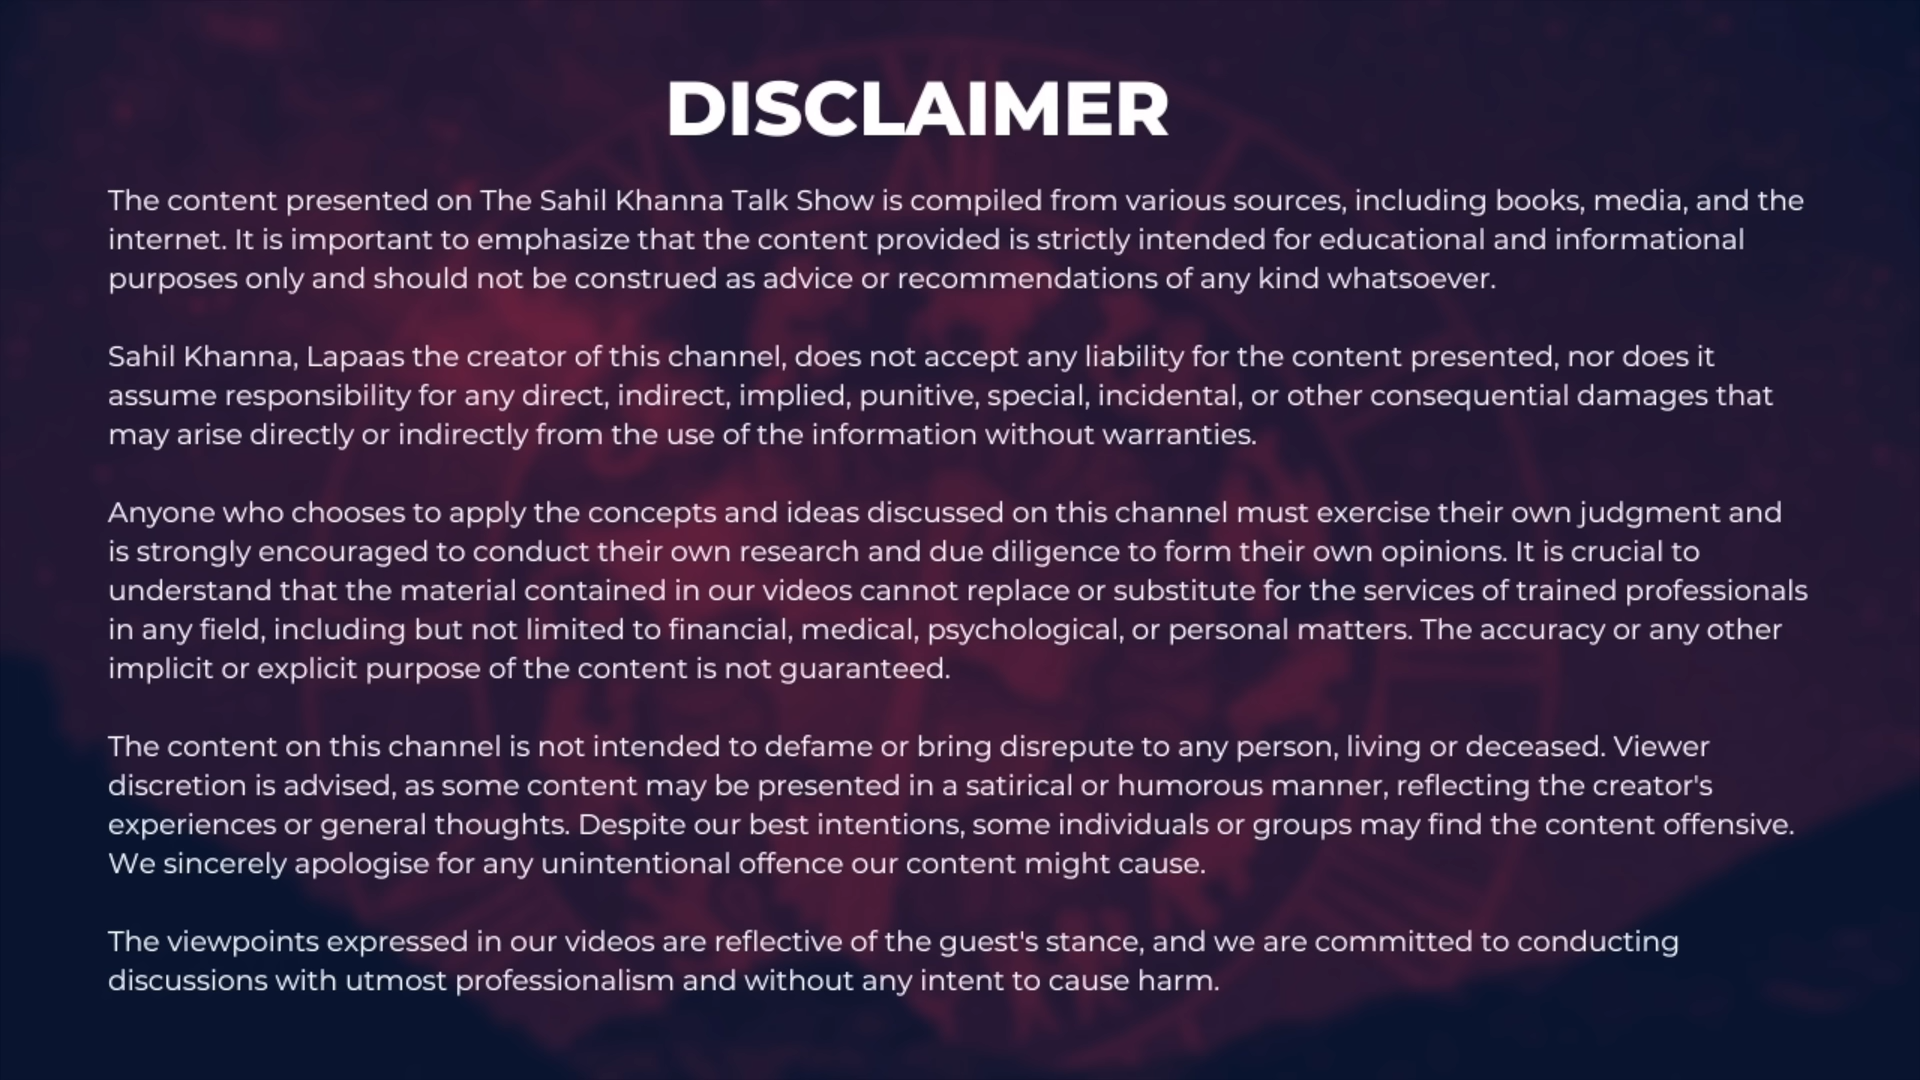 DISCLAIMER
The content presented on The Sahil Khanna Talk Show is compiled from various sources, including books, media, and the
internet. It is important to emphasize that the content provided is strictly intended for educational and informational
purposes only and should not be construed as advice or recommendations of any kind whatsoever.
Sahil Khanna, Lapaas the creator of this channel, does not accept any liability for the content presented, nor does it
assume responsibility for any direct, indirect, implied, punitive, special, incidental, or other consequential damages that
may arise directly or indirectly from the use of the information without warranties.
Anyone who chooses to apply the concepts and ideas discussed on this channel must exercise their own judgment and
is strongly encouraged to conduct their own research and due diligence to form their own opinions. It is crucial to
understand that the material contained in our videos cannot replace or substitute for the services of trained professionals
in any field, including but not limited to financial, medical, psychological, or personal matters. The accuracy or any other
implicit or explicit purpose of the content is not guaranteed.
The content on this channel is not intended to defame or bring disrepute to any person, living or deceased. Viewer
discretion is advised, as some content may be presented in a satirical or humorous manner, reflecting the creator's
experiences or general thoughts. Despite our best intentions, some individuals or groups may find the content offensive.
We sincerely apologise for any unintentional offence our content might cause.
The viewpoints expressed in our videos are reflective of the guest's stance, and we are committed to conducting
discussions with utmost professionalism and without any intent to cause harm.